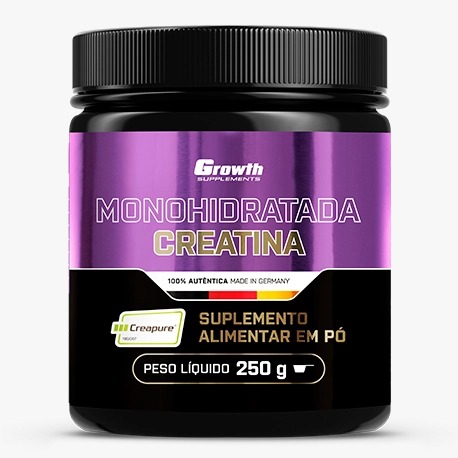 Growth
SUPPLEMENTS
MONOHIDRATADA
CREATINA
100% AUTÊNTICA MADE IN GERMANY
Creapure®
SUPLEMENTO
ALIMENTAR EM PÓ
PESO LÍQUIDO 250 g